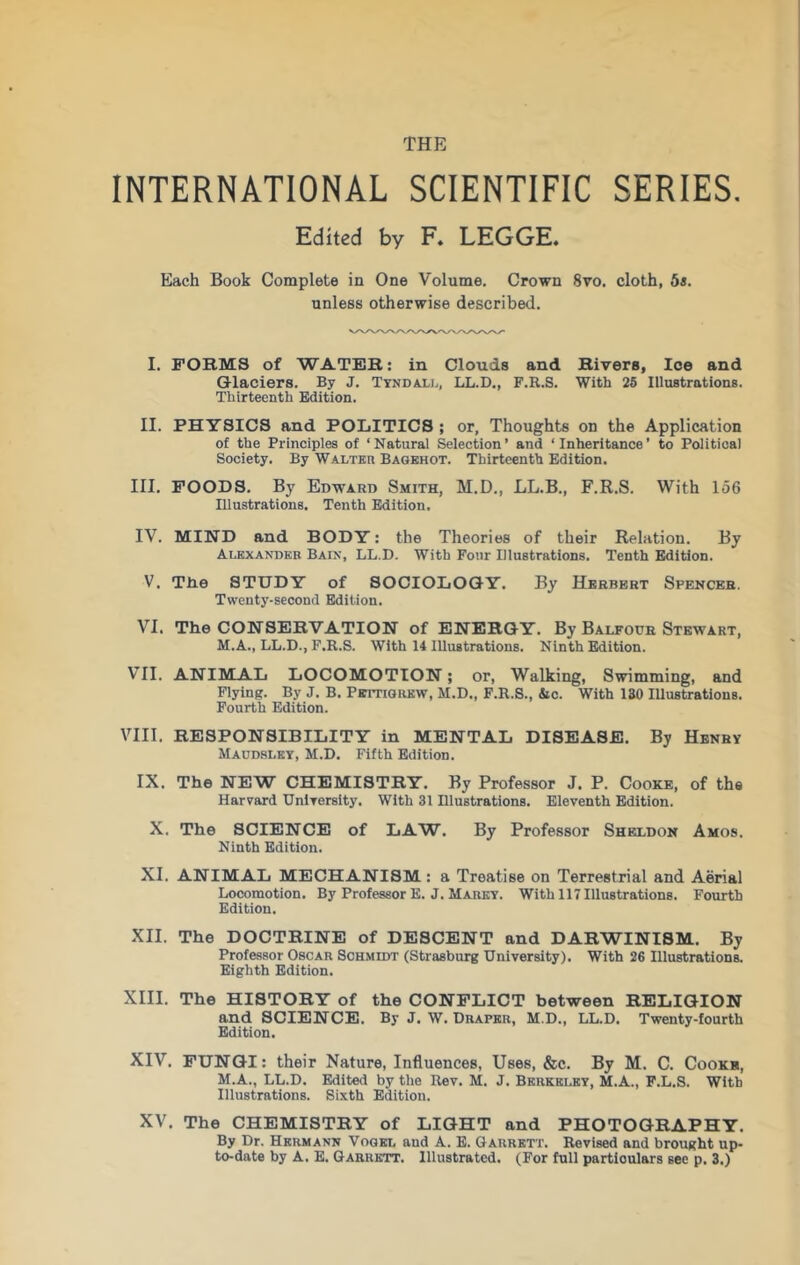 THE
INTERNATIONAL SCIENTIFIC SERIES.
Edited by F. LEGGE.
Each Book Complete in One Volume. Crown 8vo. cloth, 5s.
unless otherwise described.
I. FORMS of WATER: in Clouds and Rivers, Ice and
Glaciers. By J. TYNDALL, LL.D., F.R.S. With 25 Illustrations.
Thirteenth Edition.
II. PHYSICS and POLITICS; or, Thoughts on the Application
of the Principles of ‘Natural Selection’ and ‘Inheritance’ to Political
Society. By WALTER BAGEHOT. Thirteenth Edition.
III. FOODS. By EDWARD SMITH, M.D., LL.B., F.R.S. With 156
Illustrations. Tenth Edition.
IV. MIND and BODY: the Theories of their Relation. By
ALEXANDER BAIN, LL.D. With Four Illustrations. Tenth Edition.
V. The STUDY of SOCIOLOGY. By HERBERT SPENCER.
Twenty-second Edition.
VI. The CONSERVATION of ENERGY. By BALFOUR STEWART,
M.A., LL.D., F.R.S. With 14 Illustrations. Ninth Edition.
VII. ANIMAL LOCOMOTION; or, Walking, Swimming, and
Flying. By J. B. PETTIGREW, M.D., F.R.S., &c. With 130 Illustrations.
Fourth Edition.
VIII. RESPONSIBILITY in MENTAL DISEASE. By HENRY
MAUDSLEY, M.D. Fifth Edition.
IX. The NEW CHEMISTRY. By Professor J. P. COOKE, of the
Harvard University. With 31 Illustrations. Eleventh Edition.
X. The SCIENCE of LAW. By Professor SHELDON AMOS.
Ninth Edition.
XI. ANIMAL MECHANISM: a Treatise on Terrestrial and Aërial
Locomotion. By Professor E. J. MAREY. With 117 Illustrations. Fourth
Edition.
XII. The DOCTRINE of DESCENT and DARWINISM. By
Professor OSCAR SCHMIDT (Strasburg University). With 26 Illustrations.
Eighth Edition.
XIII. The HISTORY of the CONFLICT between RELIGION
and SCIENCE. By J. W. DRAPER, M.D., LL.D. Twenty-fourth
Edition.
XIV. FUNGI: their Nature, Influences, Uses, &c. By M. C. COOKE,
M.A., LL.D. Edited by the Rev. M. J. BERKELEY, M.A., F.L.S. With
Illustrations. Sixth Edition.
XV. The CHEMISTRY of LIGHT and PHOTOGRAPHY.
By Dr. HERMANN VOGEL and A. E. GARRETT. Revised and brought up-
to-date by A. E. GARRETT. Illustrated. (For full particulars see p. 3.)